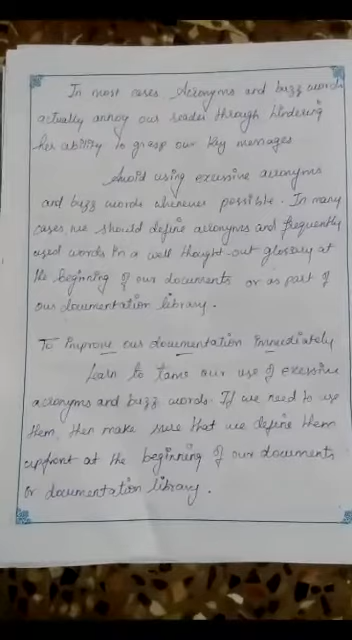 In most cases Acronyms and buzz words
actually annoy our reader through hindering
her ability to grasp our key messages
Avoid using excessive acronyms
and buzz words whenever possible. In many
cases, we should define acronyms and frequently
used words in a well thought-out glossary at
the beginning of our documents or as part of
our documentation library.
To Improve our documentation Immediately
Learn to tame our use of exessive
acronyms and buzz words. If we need to use
them, then make sure that we define them
upfront at the beginning of our documents
or documentation library.